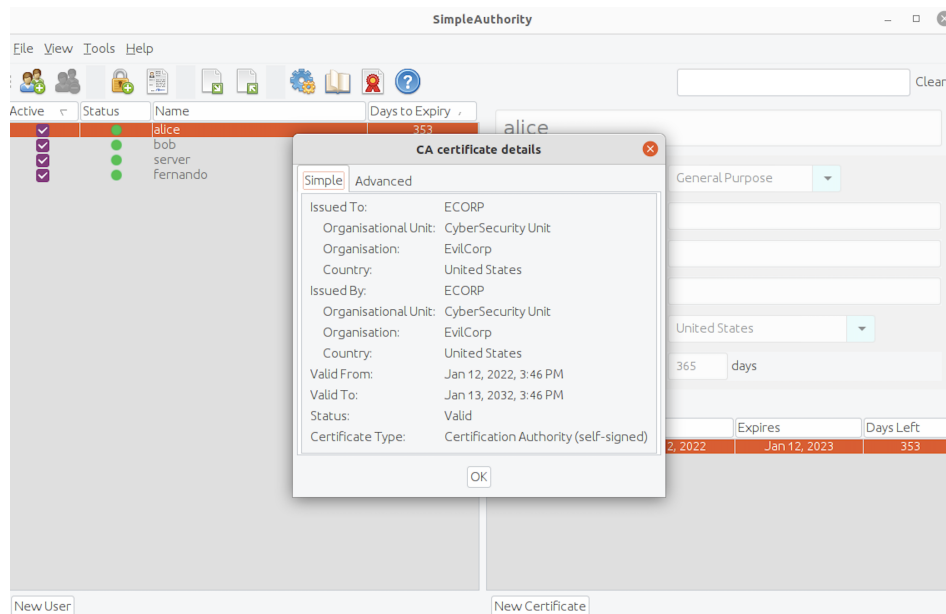 SimpleAuthority
File View Tools Help
Clear
Active Status Name Days to Expiry
alice 353
bob
server
fernando
alice
General Purpose
United States
365 days
Expires Days Left
2, 2022 Jan 12, 2023 353
CA certificate details
Simple Advanced
Issued To: ECORP
Organisational Unit: CyberSecurity Unit
Organisation: EvilCorp
Country: United States
Issued By: ECORP
Organisational Unit: CyberSecurity Unit
Organisation: EvilCorp
Country: United States
Valid From: Jan 12, 2022, 3:46 PM
Valid To: Jan 13, 2032, 3:46 PM
Status: Valid
Certificate Type: Certification Authority (self-signed)
OK
New User New Certificate